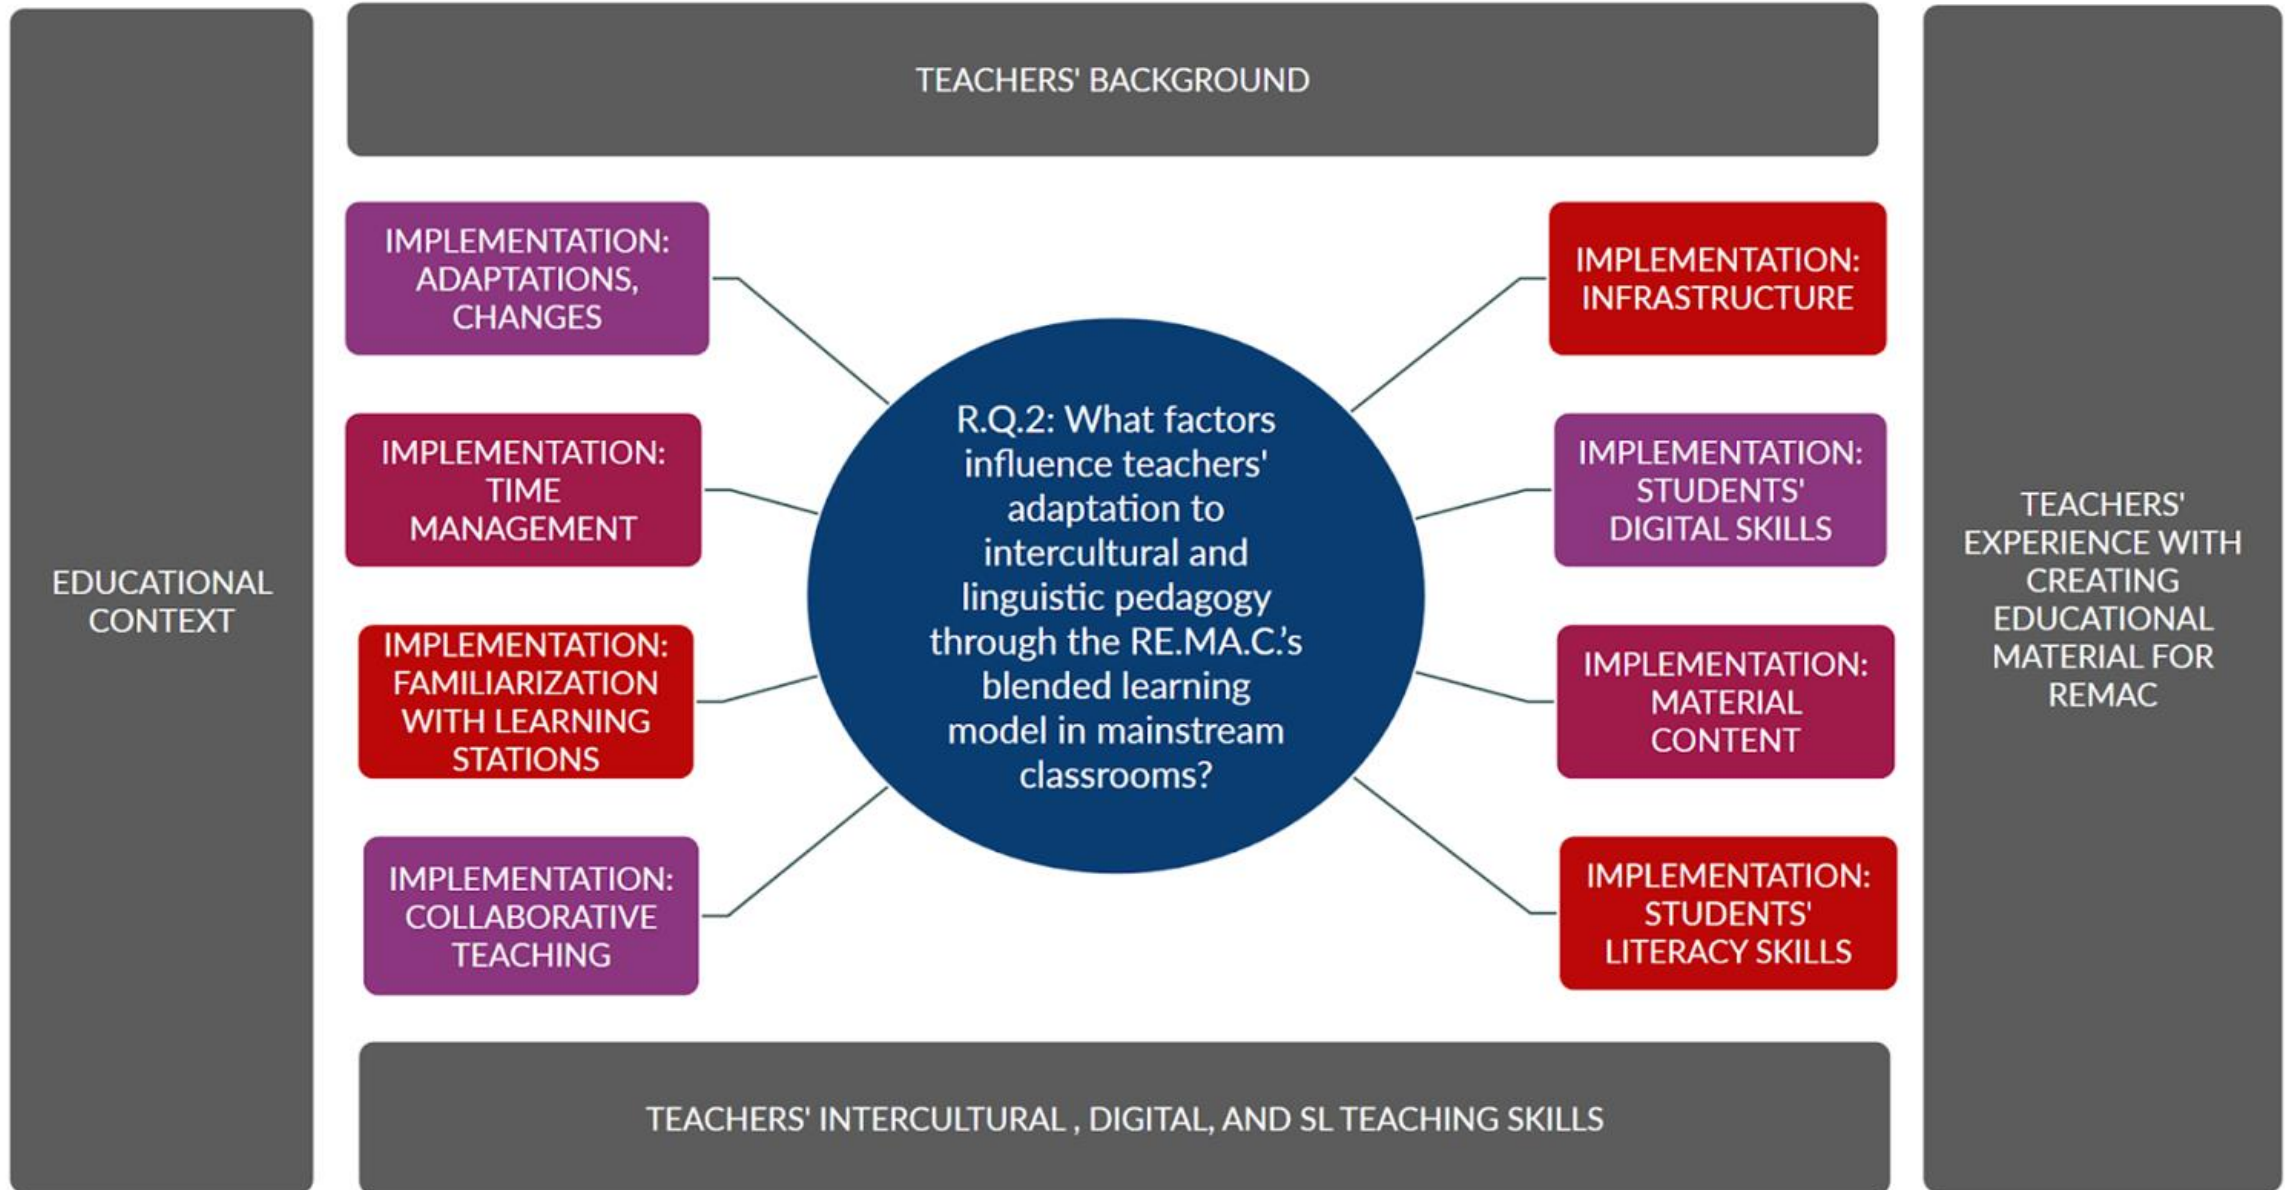 TEACHERS' BACKGROUND
EDUCATIONAL
CONTEXT
IMPLEMENTATION:
ADAPTATIONS,
CHANGES
IMPLEMENTATION:
TIME
MANAGEMENT
IMPLEMENTATION:
FAMILIARIZATION
WITH LEARNING
STATIONS
IMPLEMENTATION:
COLLABORATIVE
TEACHING
R.Q.2: What factors
influence teachers'
adaptation to
intercultural and
linguistic pedagogy
through the RE.MA.C.’s
blended learning
model in mainstream
classrooms?
IMPLEMENTATION:
INFRASTRUCTURE
IMPLEMENTATION:
STUDENTS'
DIGITAL SKILLS
IMPLEMENTATION:
MATERIAL
CONTENT
IMPLEMENTATION:
STUDENTS'
LITERACY SKILLS
TEACHERS'
EXPERIENCE WITH
CREATING
EDUCATIONAL
MATERIAL FOR
REMAC
TEACHERS' INTERCULTURAL , DIGITAL, AND SL TEACHING SKILLS